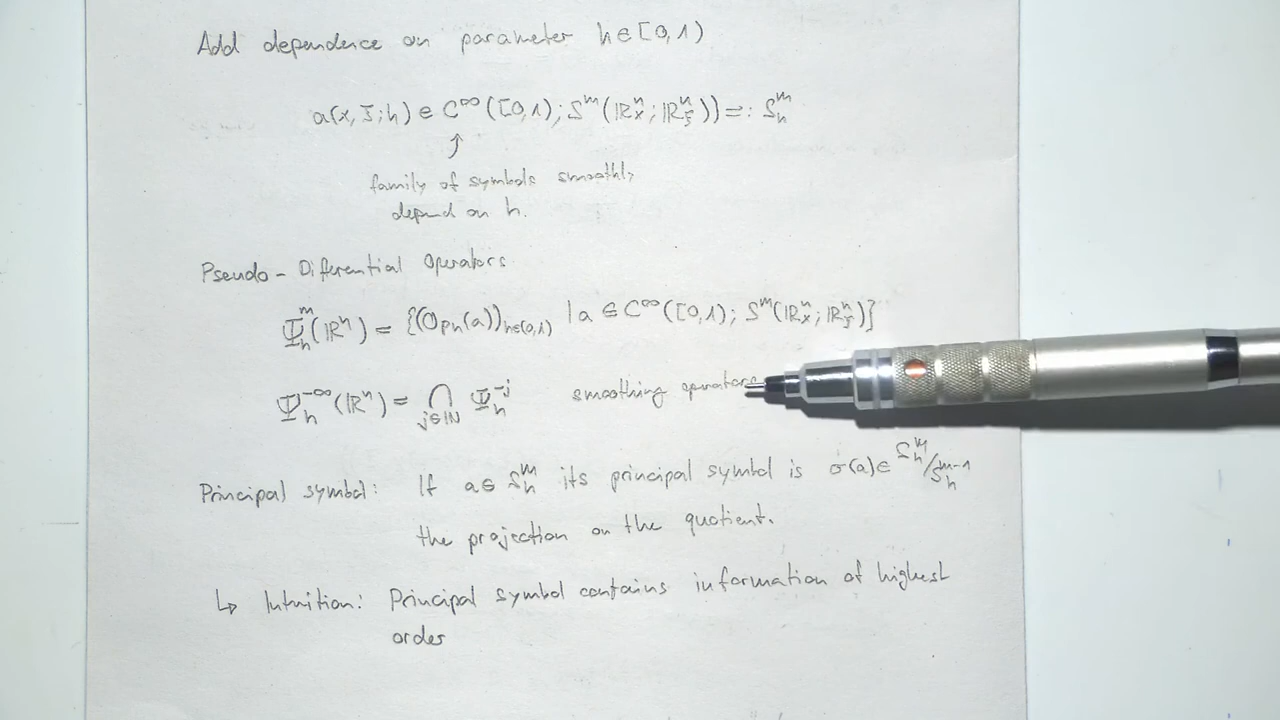 Add dependence on parameter h∈[0,1)
a(x,ξ;h) ∈ C^∞([0,1); S^m(ℝ^n_x; ℝ^n_ξ)) =: S^m_h
↑
family of symbols smoothly
depend on h.
Pseudo - Diferential Operators
Ψ^m_h(ℝ^n) = {(Op_h(a))_{h∈(0,1)} | a ∈ C^∞([0,1); S^m(ℝ^n_x; ℝ^n_ξ)}
Ψ^{-∞}_h(ℝ^n) = ⋂_{j∈ℕ} Ψ^{-j}_h smoothing operators
Principal symbol: If a∈ S^m_h its principal symbol is σ(a)∈ S^m_h/S^{m-1}_h
the projection on the quotient.
↳ Intuition: Principal symbol contains information of highest
order